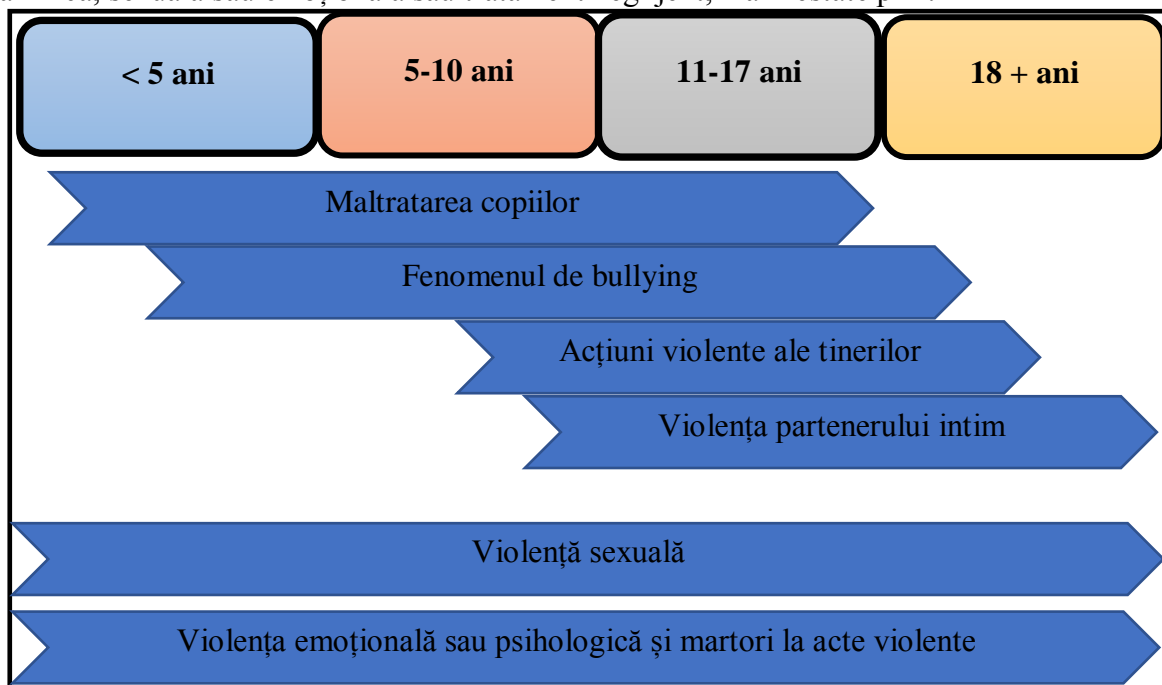 < 5 ani
5-10 ani
11-17 ani
18 + ani
Maltratarea copiilor
Fenomenul de bullying
Acțiuni violente ale tinerilor
Violența partenerului intim
Violență sexuală
Violența emoțională sau psihologică și martori la acte violente